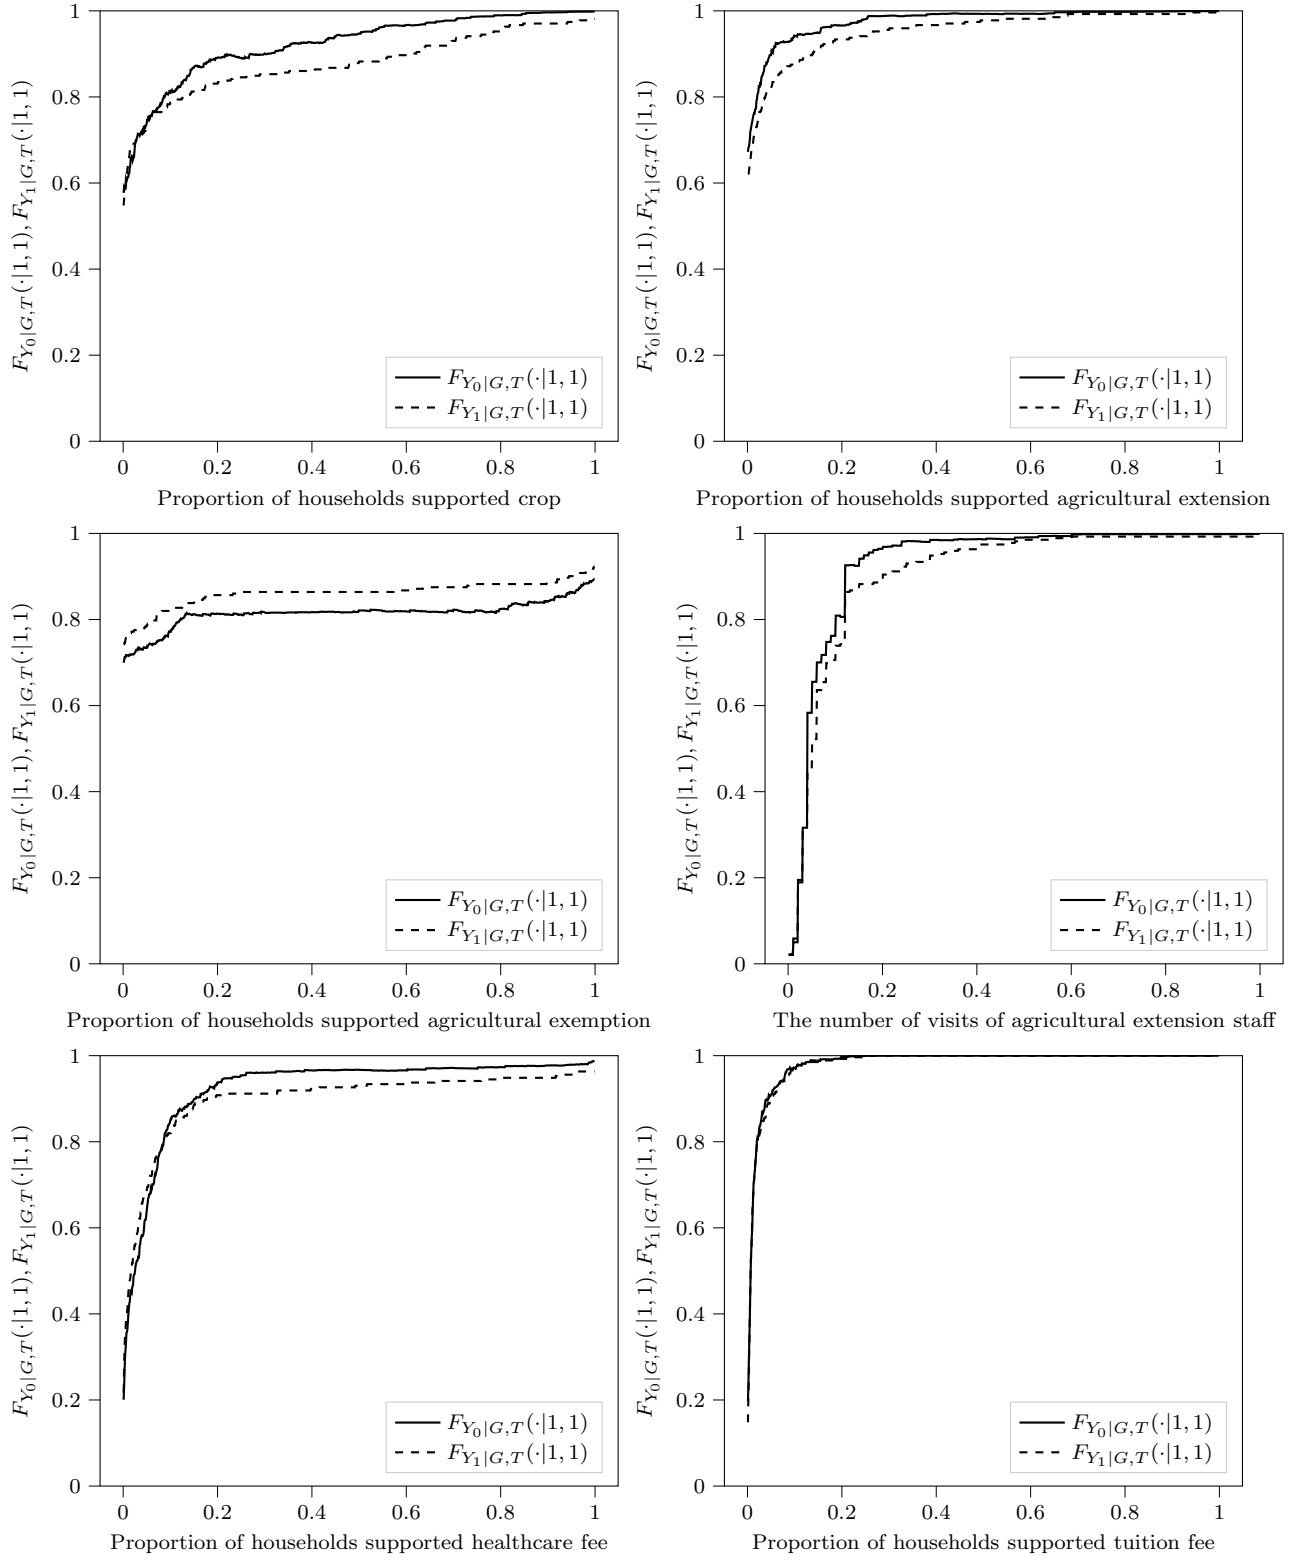 1
0.8
0.6
0.4
0.2
0
F_{Y_0|G,T}(·|1, 1), F_{Y_1|G,T}(·|1, 1)
F_{Y_0|G,T}(·|1, 1)
F_{Y_1|G,T}(·|1, 1)
0 0.2 0.4 0.6 0.8 1
Proportion of households supported crop
1
0.8
0.6
0.4
0.2
0
F_{Y_0|G,T}(·|1, 1), F_{Y_1|G,T}(·|1, 1)
F_{Y_0|G,T}(·|1, 1)
F_{Y_1|G,T}(·|1, 1)
0 0.2 0.4 0.6 0.8 1
Proportion of households supported agricultural extension
1
0.8
0.6
0.4
0.2
0
F_{Y_0|G,T}(·|1, 1), F_{Y_1|G,T}(·|1, 1)
F_{Y_0|G,T}(·|1, 1)
F_{Y_1|G,T}(·|1, 1)
0 0.2 0.4 0.6 0.8 1
Proportion of households supported agricultural exemption
1
0.8
0.6
0.4
0.2
0
F_{Y_0|G,T}(·|1, 1), F_{Y_1|G,T}(·|1, 1)
F_{Y_0|G,T}(·|1, 1)
F_{Y_1|G,T}(·|1, 1)
0 0.2 0.4 0.6 0.8 1
The number of visits of agricultural extension staff
1
0.8
0.6
0.4
0.2
0
F_{Y_0|G,T}(·|1, 1), F_{Y_1|G,T}(·|1, 1)
F_{Y_0|G,T}(·|1, 1)
F_{Y_1|G,T}(·|1, 1)
0 0.2 0.4 0.6 0.8 1
Proportion of households supported healthcare fee
1
0.8
0.6
0.4
0.2
0
F_{Y_0|G,T}(·|1, 1), F_{Y_1|G,T}(·|1, 1)
F_{Y_0|G,T}(·|1, 1)
F_{Y_1|G,T}(·|1, 1)
0 0.2 0.4 0.6 0.8 1
Proportion of households supported tuition fee